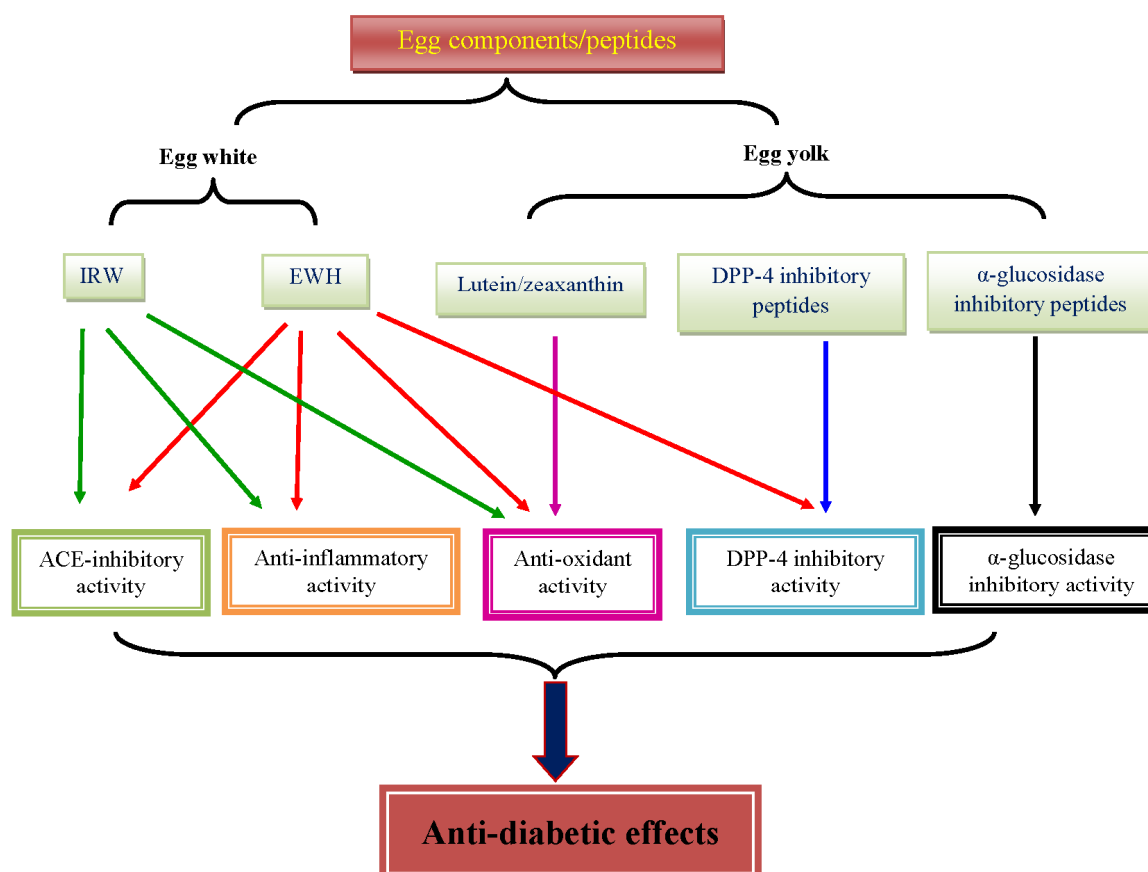 Egg components/peptides
Egg white
Egg yolk
IRW
EWH
Lutein/zeaxanthin
DPP-4 inhibitory
peptides
α-glucosidase
inhibitory peptides
ACE-inhibitory
activity
Anti-inflammatory
activity
Anti-oxidant
activity
DPP-4 inhibitory
activity
α-glucosidase
inhibitory activity
Anti-diabetic effects